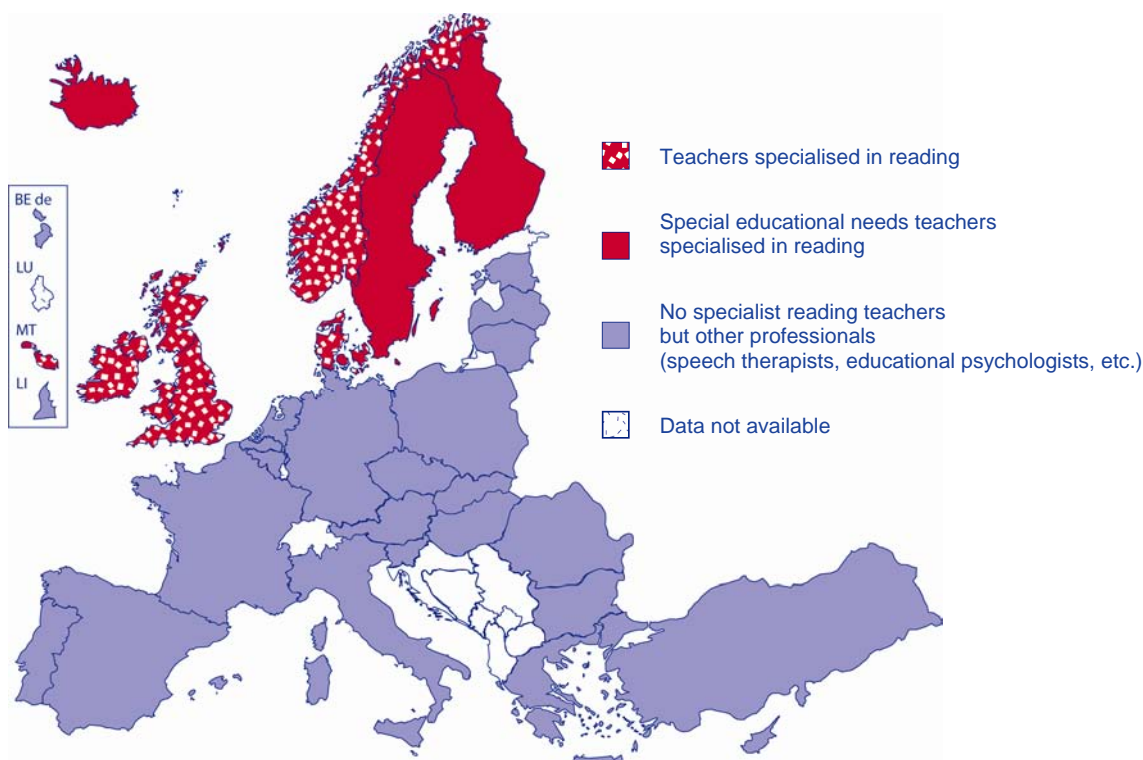 BE de
LU
MT
LI
Teachers specialised in reading
Special educational needs teachers
specialised in reading
No specialist reading teachers
but other professionals
(speech therapists, educational psychologists, etc.)
Data not available